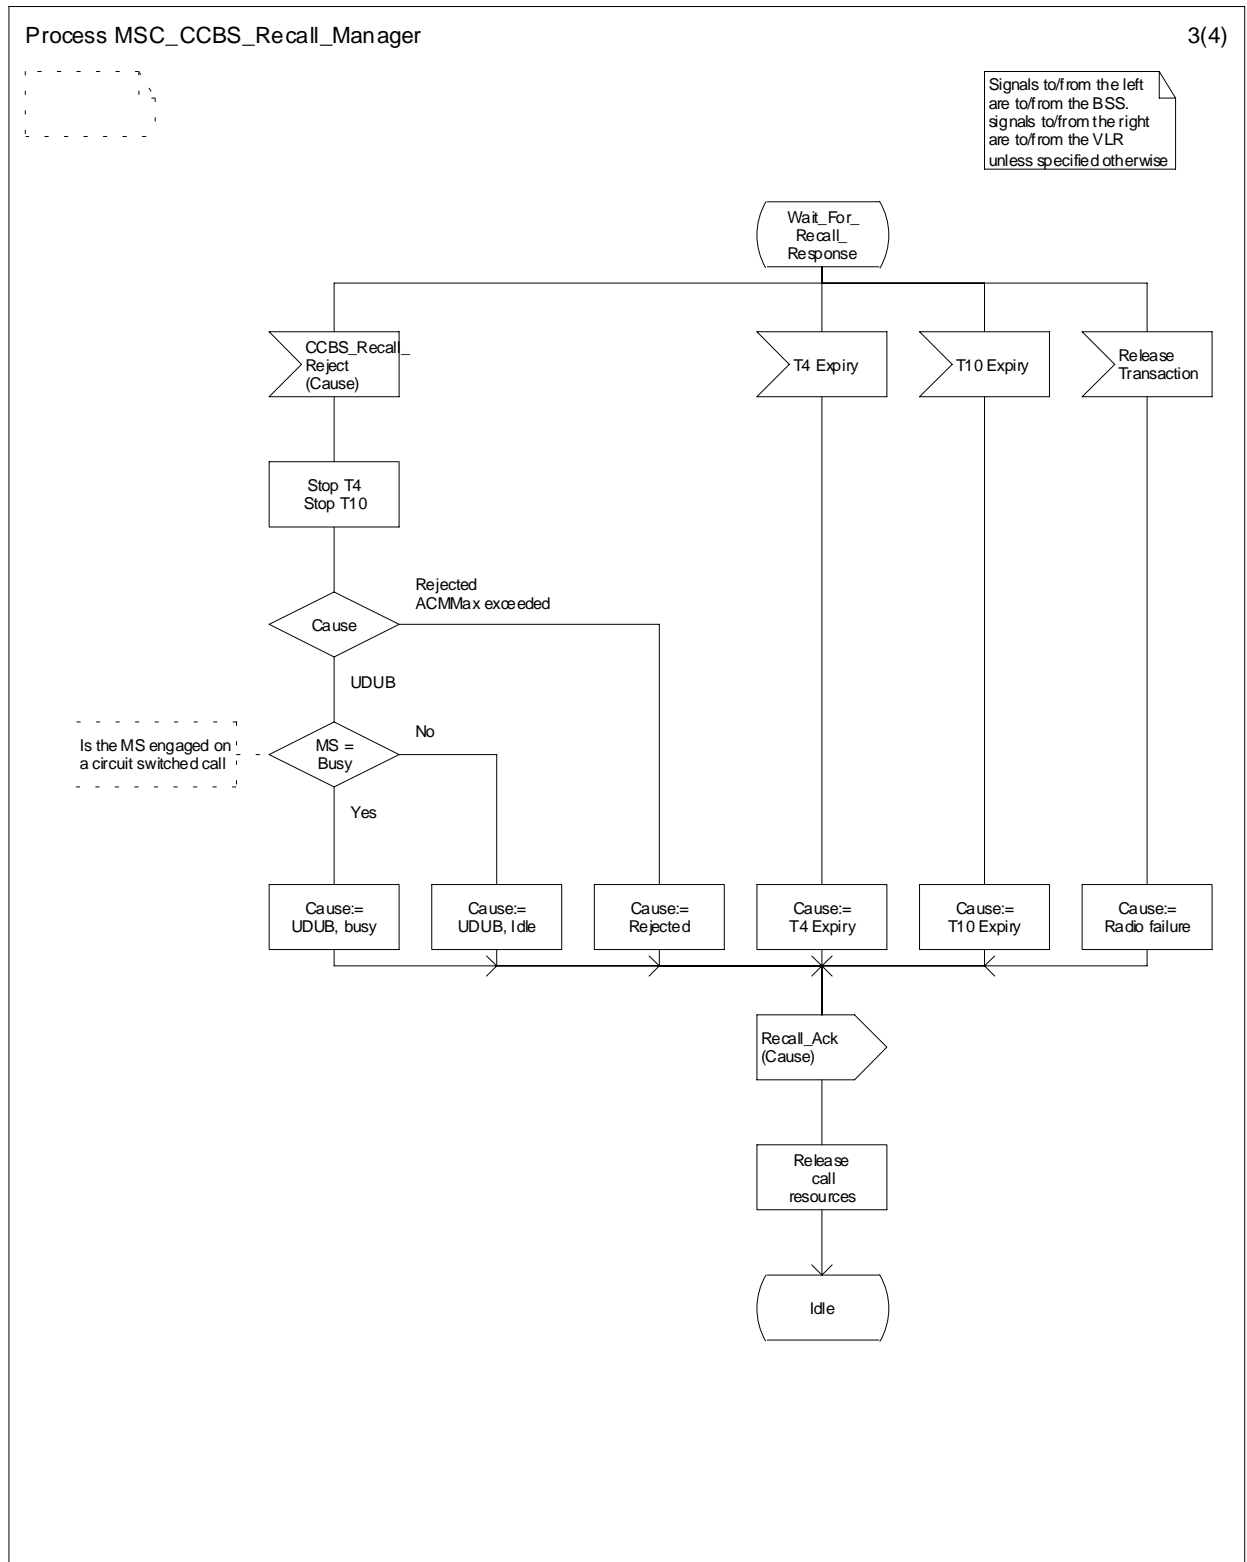 Process MSC_CCBS_Recall_Manager
3(4)
Signals to/from the left
are to/from the BSS.
signals to/from the right
are to/from the VLR
unless specified otherwise
Wait_For_
Recall_
Response
CCBS_Recall_
Reject
(Cause)
T4 Expiry
T10 Expiry
Release
Transaction
Stop T4
Stop T10
Rejected
ACMMax exceeded
Cause
UDUB
No
Is the MS engaged on
a circuit switched call
MS =
Busy
Yes
Cause:=
UDUB, busy
Cause:=
UDUB, Idle
Cause:=
Rejected
Cause:=
T4 Expiry
Cause:=
T10 Expiry
Cause:=
Radio failure
Recall_Ack
(Cause)
Release
call
resources
Idle